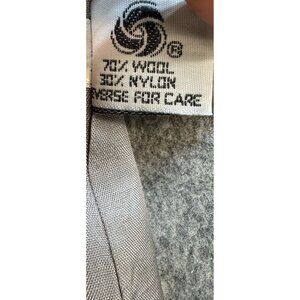 ®
70% WOOL
30% NYLON
VERSE FOR CARE